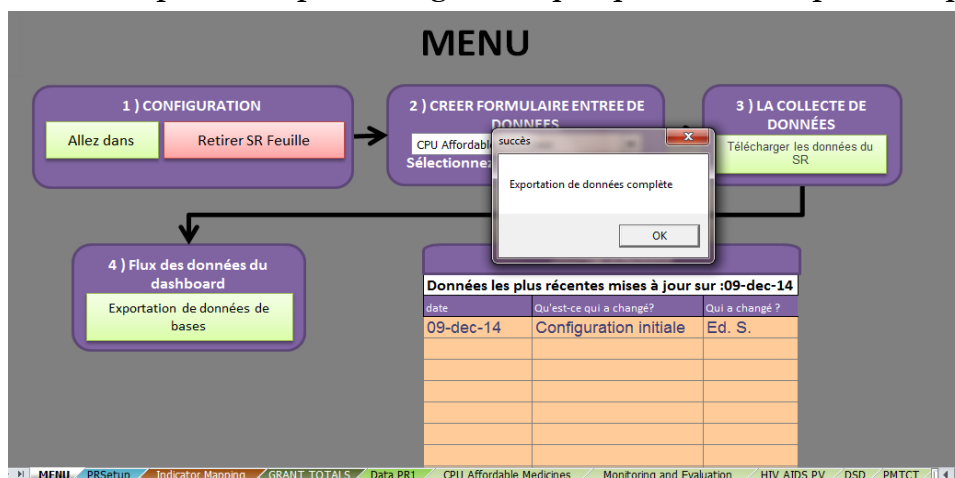 MENU
1 ) CONFIGURATION
Allez dans
Retirer SR Feuille
2 ) CREER FORMULAIRE ENTREE DE
DONNEES
CPU Affordable
Sélectionnez
3 ) LA COLLECTE DE
DONNÉES
Télécharger les données du
SR
succès
Exportation de données complète
OK
4 ) Flux des données du
dashboard
Exportation de données de
bases
Données les plus récentes mises à jour sur :09-dec-14
date Qu'est-ce qui a changé? Qui a changé ?
09-dec-14 Configuration initiale Ed. S.
MENU PRSetup Indicator Mapping GRANT TOTALS Data PR1 CPU Affordable Medicines Monitoring and Evaluation HIV AIDS PV DSD PMTCT